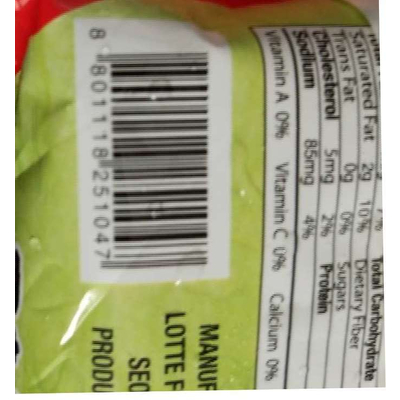 Saturated Fat 2g 10% Dietary Fiber
Trans Fat 0g 0% Sugars
Cholesterol 5mg 2% Protein
Sodium 85mg 4%
Vitamin A 0% Vitamin C 0% Calcium 0%
Total Carbohydrate
8 801118 251047
MANUF
LOTTE F
SEO
PRODU